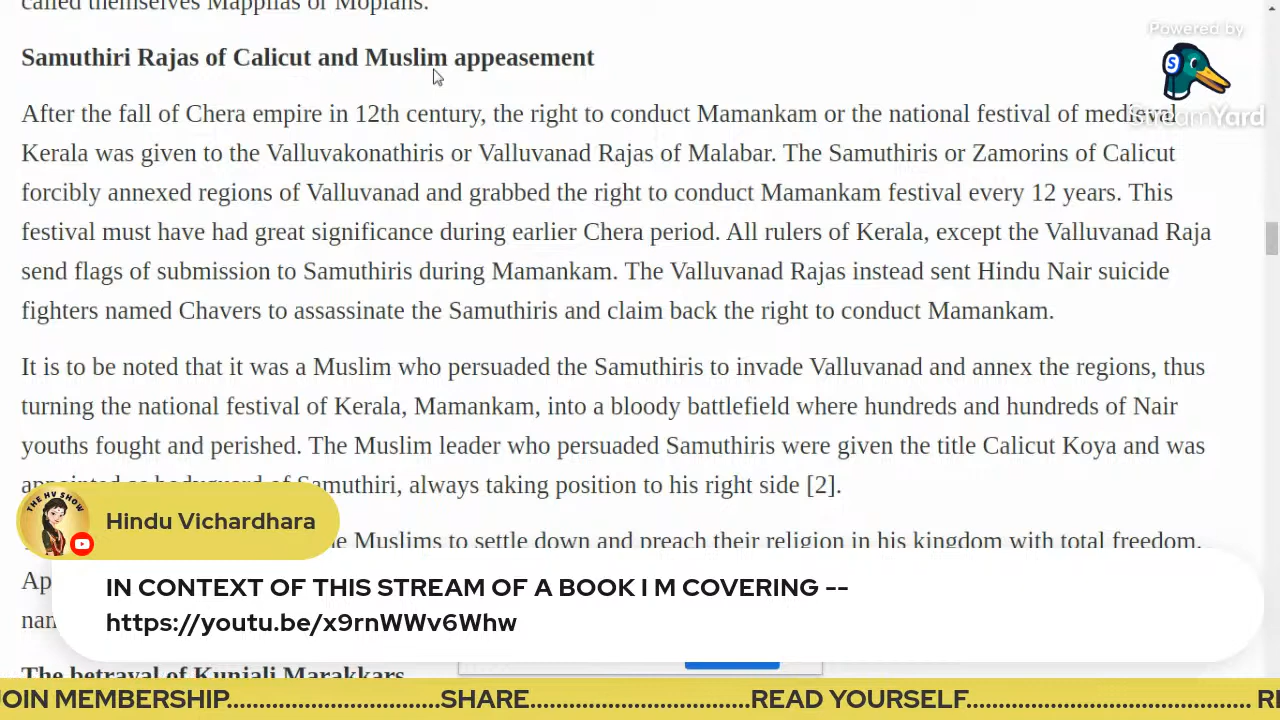 called themselves Mappilas or Moplahs.
Powered by
Samuthiri Rajas of Calicut and Muslim appeasement
StreamYard
After the fall of Chera empire in 12th century, the right to conduct Mamankam or the national festival of medieval
Kerala was given to the Valluvakonathiris or Valluvanad Rajas of Malabar. The Samuthiris or Zamorins of Calicut
forcibly annexed regions of Valluvanad and grabbed the right to conduct Mamankam festival every 12 years. This
festival must have had great significance during earlier Chera period. All rulers of Kerala, except the Valluvanad Raja
send flags of submission to Samuthiris during Mamankam. The Valluvanad Rajas instead sent Hindu Nair suicide
fighters named Chavers to assassinate the Samuthiris and claim back the right to conduct Mamankam.
It is to be noted that it was a Muslim who persuaded the Samuthiris to invade Valluvanad and annex the regions, thus
turning the national festival of Kerala, Mamankam, into a bloody battlefield where hundreds and hundreds of Nair
youths fought and perished. The Muslim leader who persuaded Samuthiris were given the title Calicut Koya and was
appointed as bodyguard of Samuthiri, always taking position to his right side [2].
THE HV SHOW
Hindu Vichardhara
Muslims to settle down and preach their religion in his kingdom with total freedom.
IN CONTEXT OF THIS STREAM OF A BOOK I M COVERING --
https://youtu.be/x9rnWWv6Whw
The betrayal of Kunjali Marakkars
JOIN MEMBERSHIP..................................SHARE..................................READ YOURSELF..................................